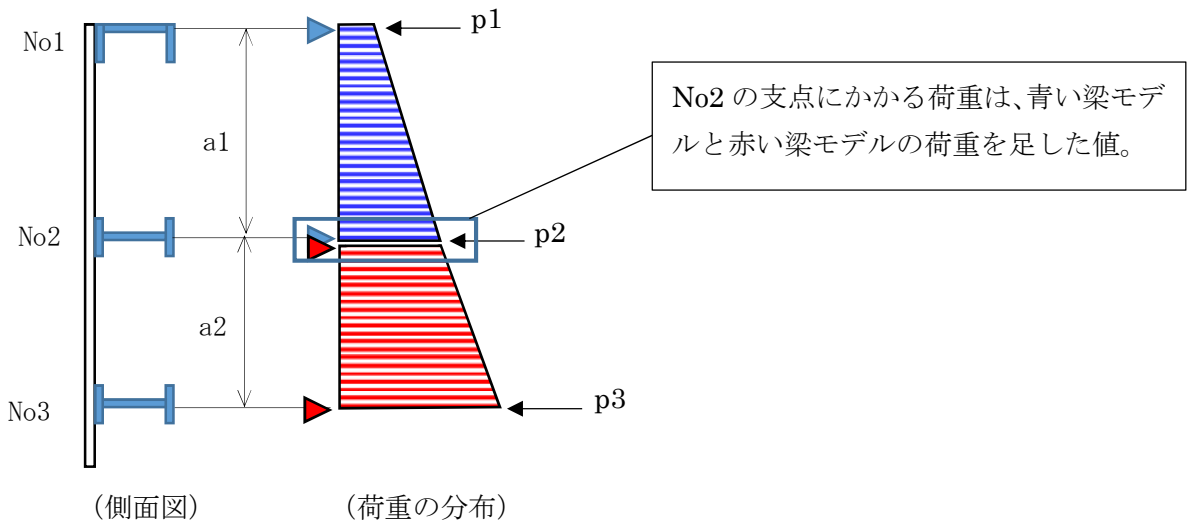 No1
p1
No2 の支点にかかる荷重は、青い梁モデ
ルと赤い梁モデルの荷重を足した値。
a1
No2
p2
a2
No3
p3
（側面図）
（荷重の分布）